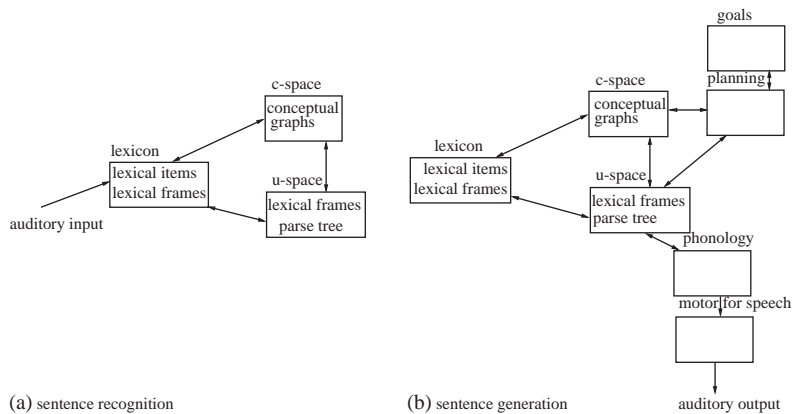 c-space
conceptual
graphs
lexicon
lexical items
lexical frames
u-space
lexical frames
parse tree
auditory input
(a) sentence recognition
goals
planning
c-space
conceptual
graphs
lexicon
lexical items
lexical frames
u-space
lexical frames
parse tree
phonology
motor for speech
(b) sentence generation
auditory output